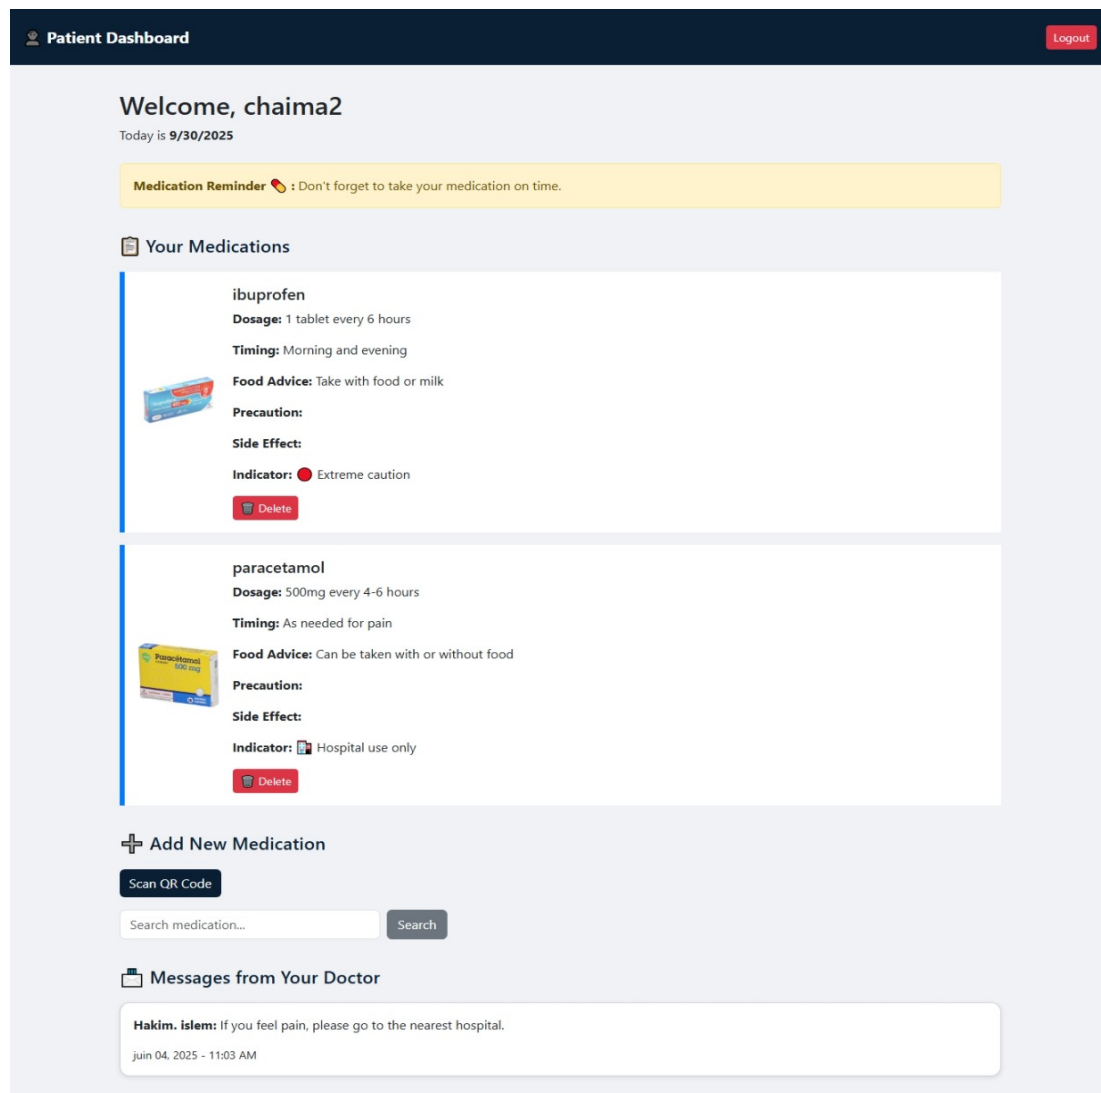 Patient Dashboard
Logout
Welcome, chaima2
Today is 9/30/2025
Medication Reminder : Don't forget to take your medication on time.
Your Medications
ibuprofen
Dosage: 1 tablet every 6 hours
Timing: Morning and evening
Food Advice: Take with food or milk
Precaution:
Side Effect:
Indicator: Extreme caution
Delete
paracetamol
Dosage: 500mg every 4-6 hours
Timing: As needed for pain
Food Advice: Can be taken with or without food
Precaution:
Side Effect:
Indicator: Hospital use only
Delete
Paracétamol
Add New Medication
Scan QR Code
Search medication...
Search
Messages from Your Doctor
Hakim. islem: If you feel pain, please go to the nearest hospital.
juin 04, 2025 - 11:03 AM